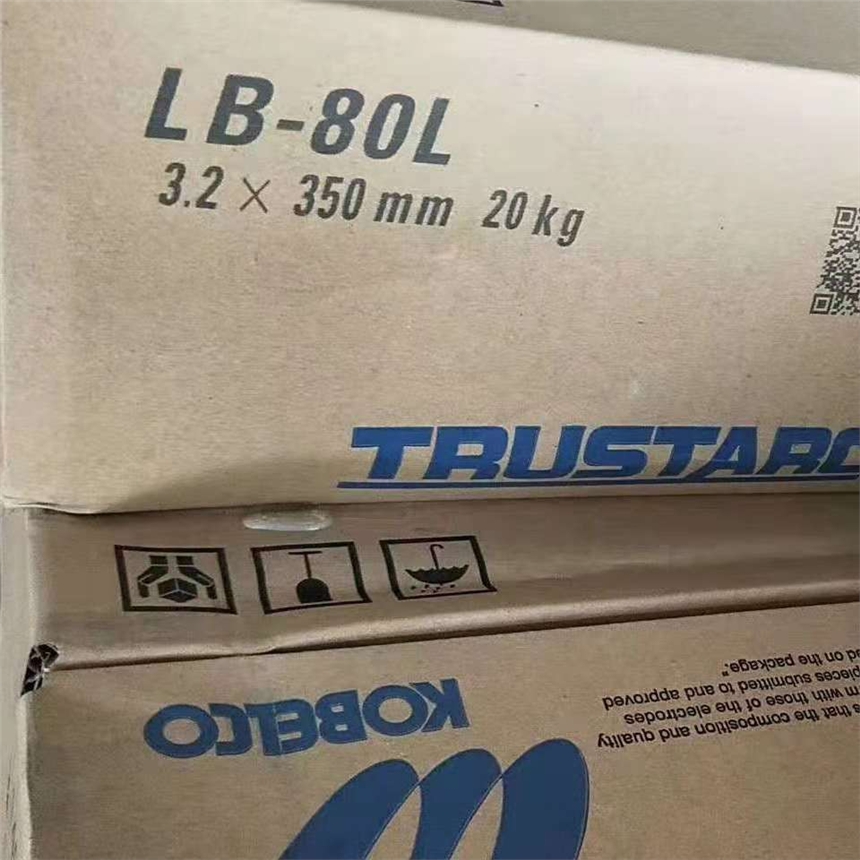 LB-80L
3.2 × 350 mm 20 kg
TRUSTARC
KOBELCO
s that the composition and quality
m with those of the electrodes
pieces submitted to and approved
d on the package."